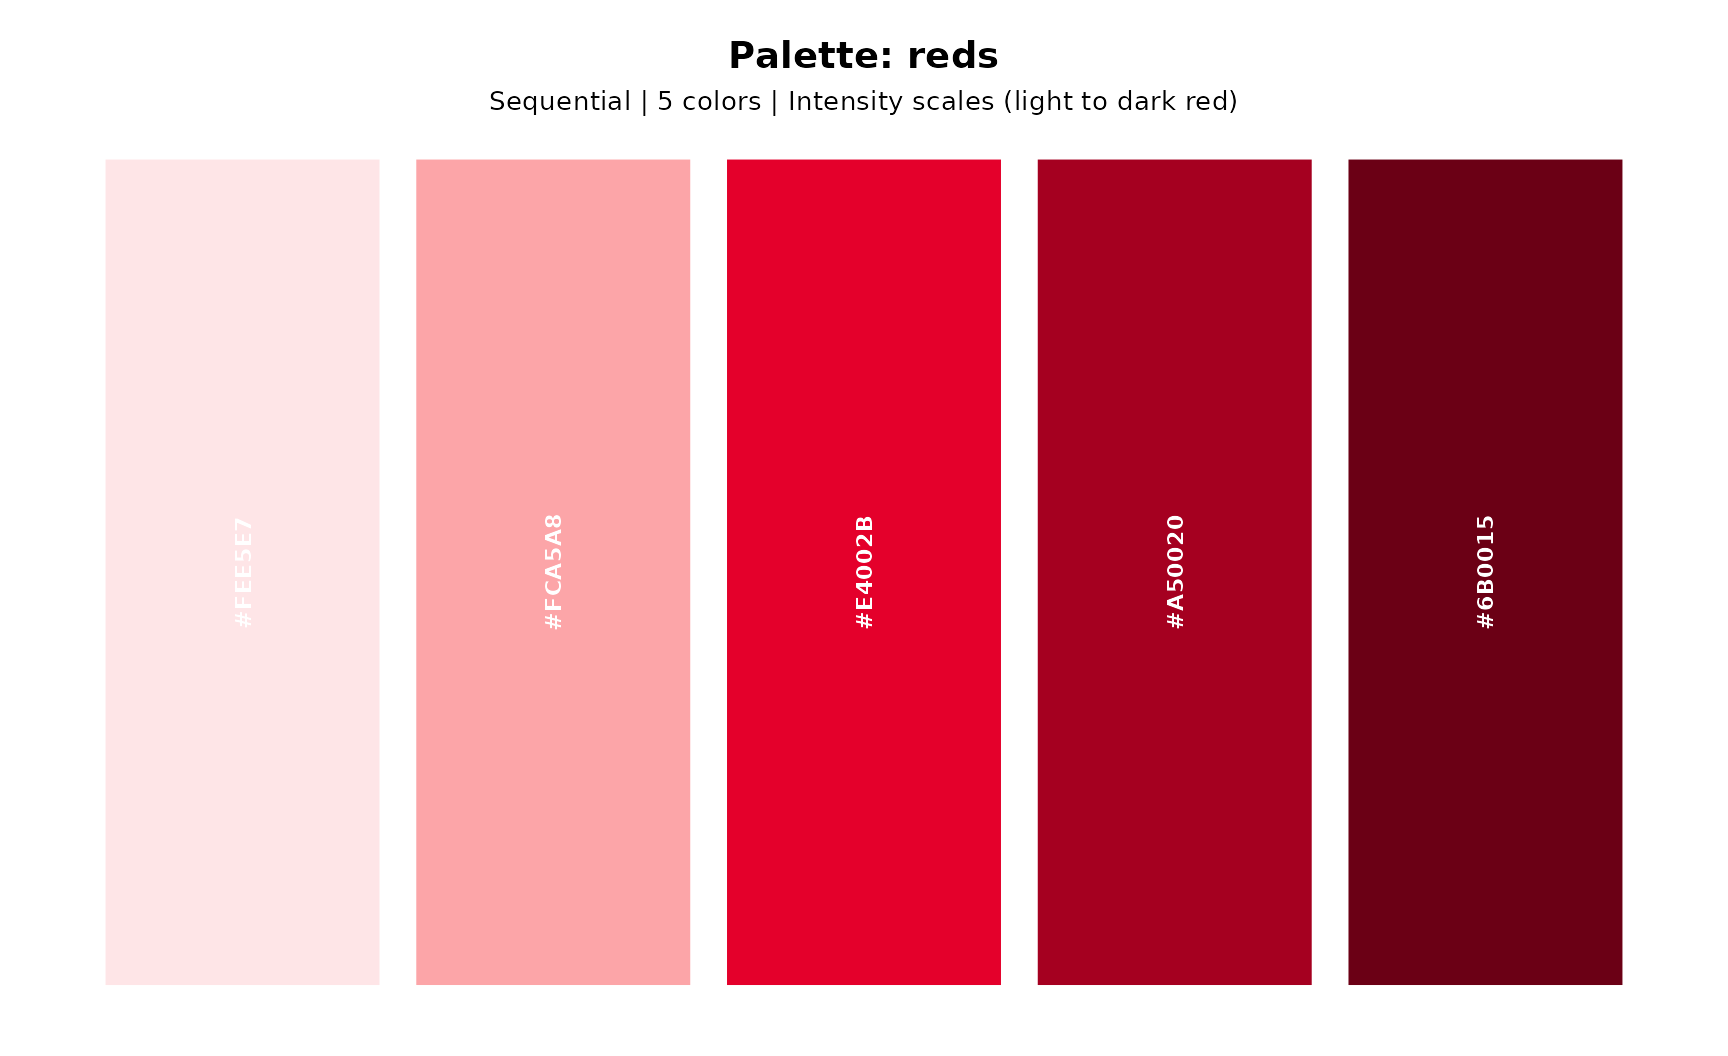 Palette: reds
Sequential | 5 colors | Intensity scales (light to dark red)
#FEE5E7
#FCA5A8
#E4002B
#A50020
#6B0015